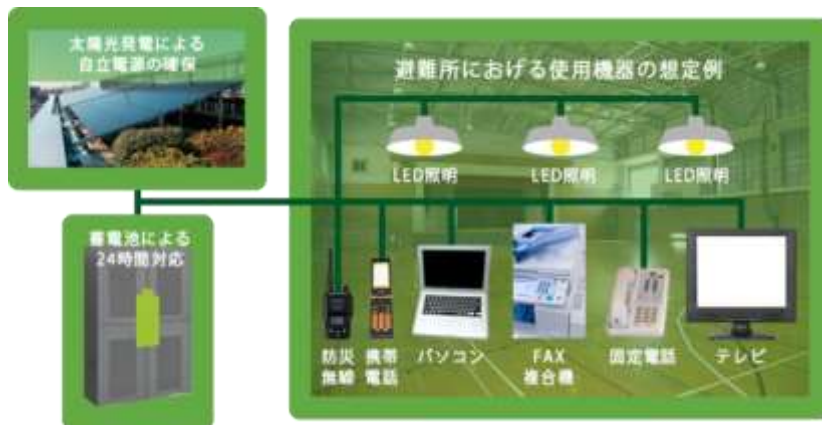 太陽光発電による
自立電源の確保
避難所における使用機器の想定例
LED照明
LED照明
LED照明
蓄電池による
24時間対応
防災
無線
携帯
電話
パソコン
FAX
複合機
固定電話
テレビ